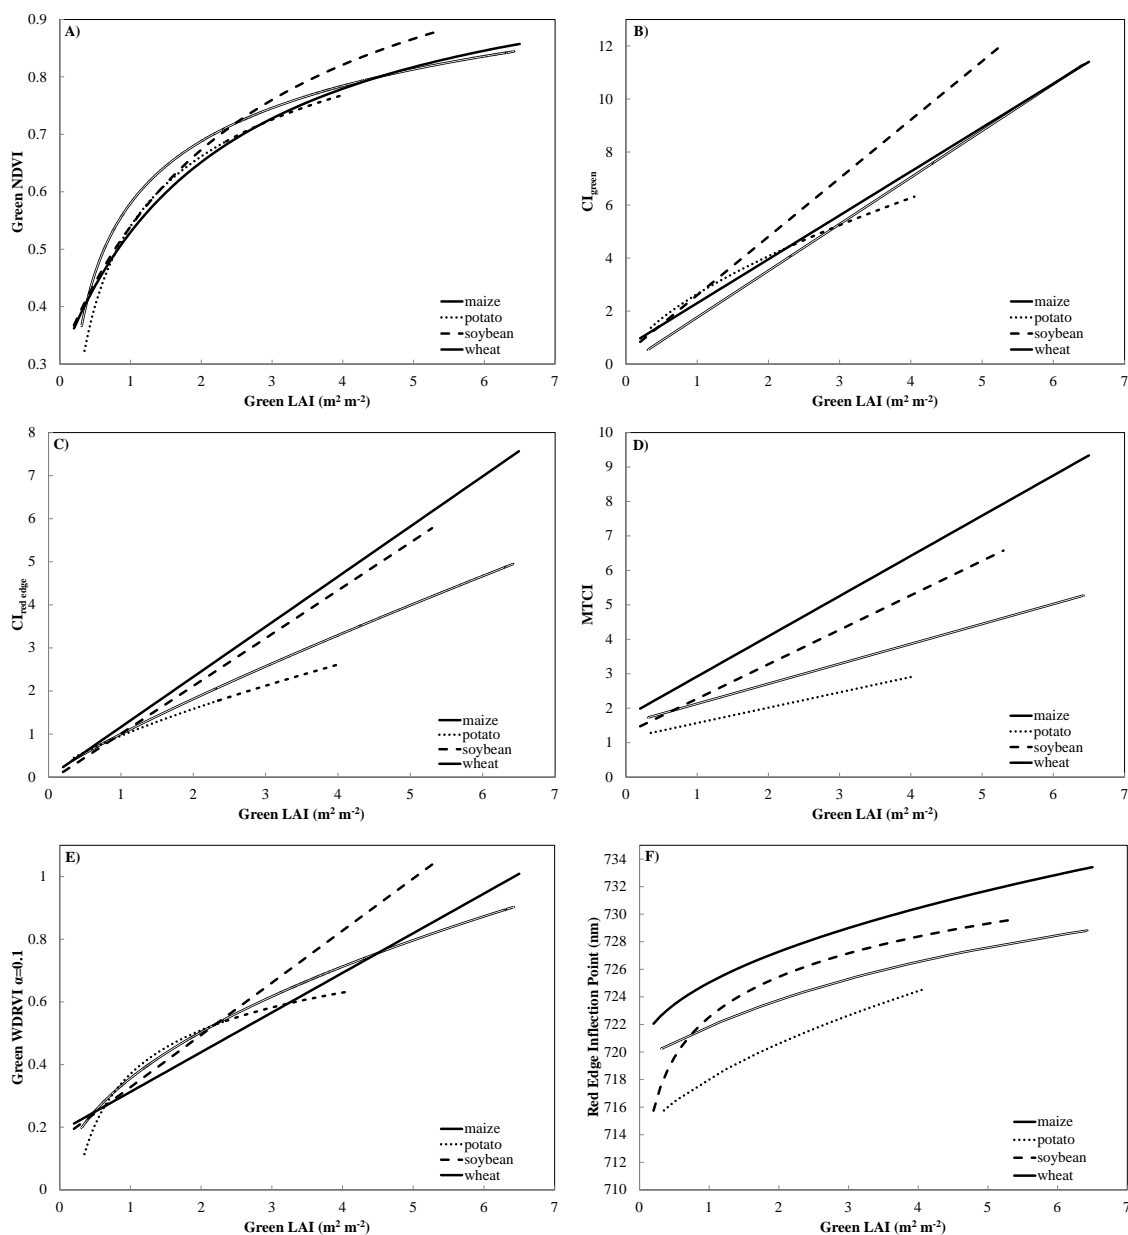 A)
0.9
0.8
0.7
0.6
0.5
0.4
0.3
Green NDVI
maize
potato
soybean
wheat
0 1 2 3 4 5 6 7
Green LAI (m² m⁻²)
B)
12
10
8
6
4
2
0
CIgreen
maize
potato
soybean
wheat
0 1 2 3 4 5 6 7
Green LAI (m² m⁻²)
C)
8
7
6
5
4
3
2
1
0
CIred edge
maize
potato
soybean
wheat
0 1 2 3 4 5 6 7
Green LAI (m² m⁻²)
D)
10
9
8
7
6
5
4
3
2
1
0
MTCI
maize
potato
soybean
wheat
0 1 2 3 4 5 6 7
Green LAI (m² m⁻²)
E)
1
0.8
0.6
0.4
0.2
0
Green WDRVI α=0.1
maize
potato
soybean
wheat
0 1 2 3 4 5 6 7
Green LAI (m² m⁻²)
F)
734
732
730
728
726
724
722
720
718
716
714
712
710
Red Edge Inflection Point (nm)
maize
potato
soybean
wheat
0 1 2 3 4 5 6 7
Green LAI (m² m⁻²)